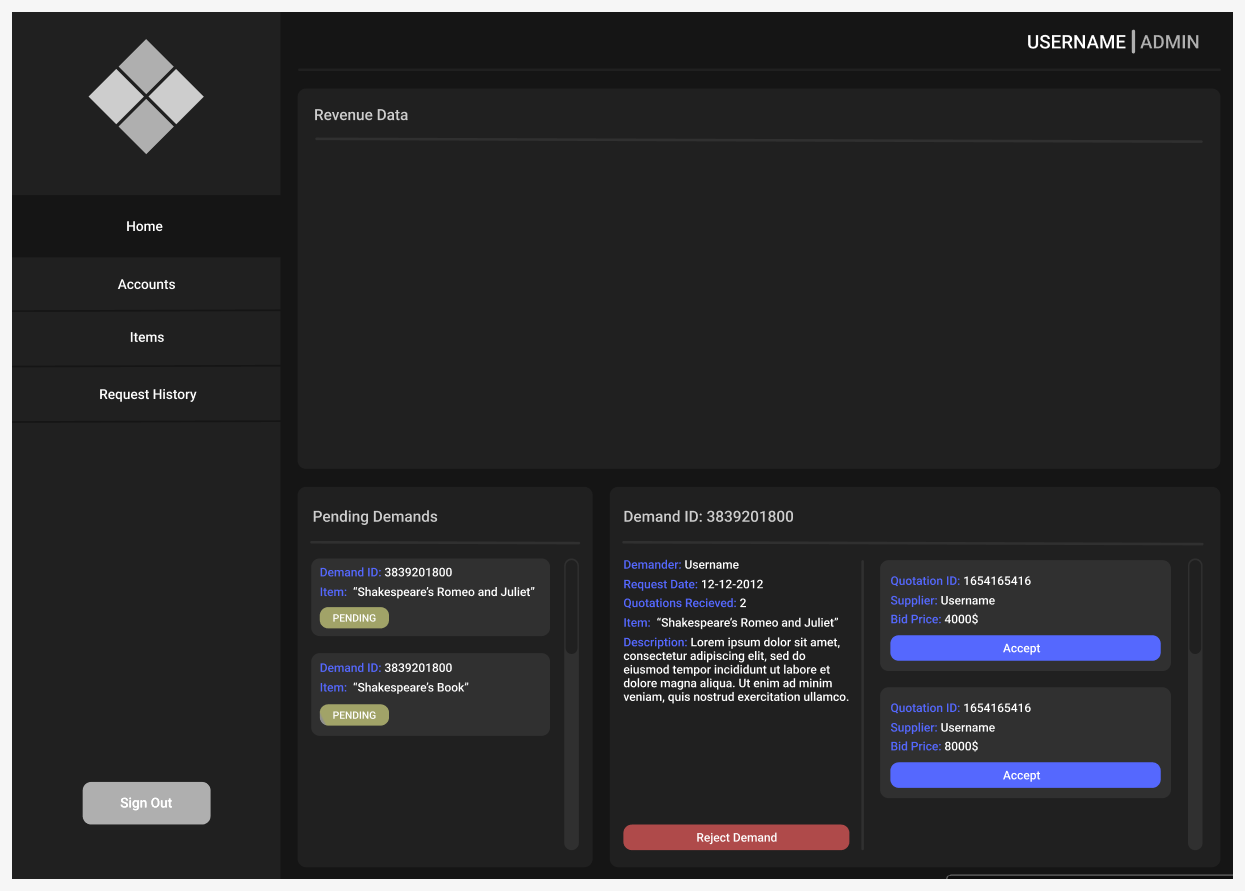 USERNAME | ADMIN
Home
Accounts
Items
Request History
Sign Out
Revenue Data
Pending Demands
Demand ID: 3839201800
Item: “Shakespeare’s Romeo and Juliet”
PENDING
Demand ID: 3839201800
Item: “Shakespeare’s Book”
PENDING
Demand ID: 3839201800
Demander: Username
Request Date: 12-12-2012
Quotations Recieved: 2
Item: “Shakespeare’s Romeo and Juliet”
Description: Lorem ipsum dolor sit amet,
consectetur adipiscing elit, sed do
eiusmod tempor incididunt ut labore et
dolore magna aliqua. Ut enim ad minim
veniam, quis nostrud exercitation ullamco.
Reject Demand
Quotation ID: 1654165416
Supplier: Username
Bid Price: 4000$
Accept
Quotation ID: 1654165416
Supplier: Username
Bid Price: 8000$
Accept